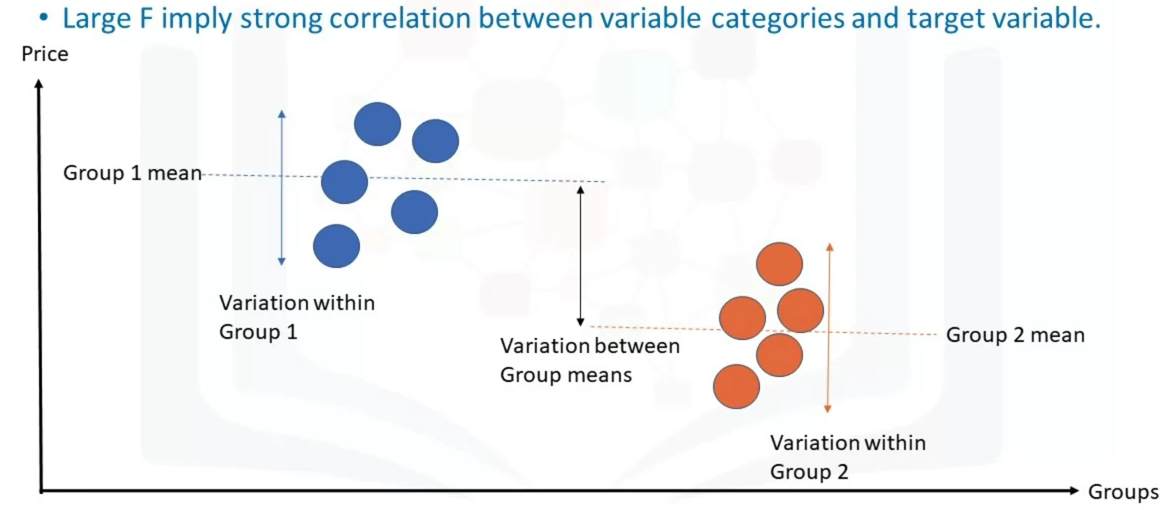 • Large F imply strong correlation between variable categories and target variable.
Price
Group 1 mean
Variation within
Group 1
Variation between
Group means
Group 2 mean
Variation within
Group 2
Groups